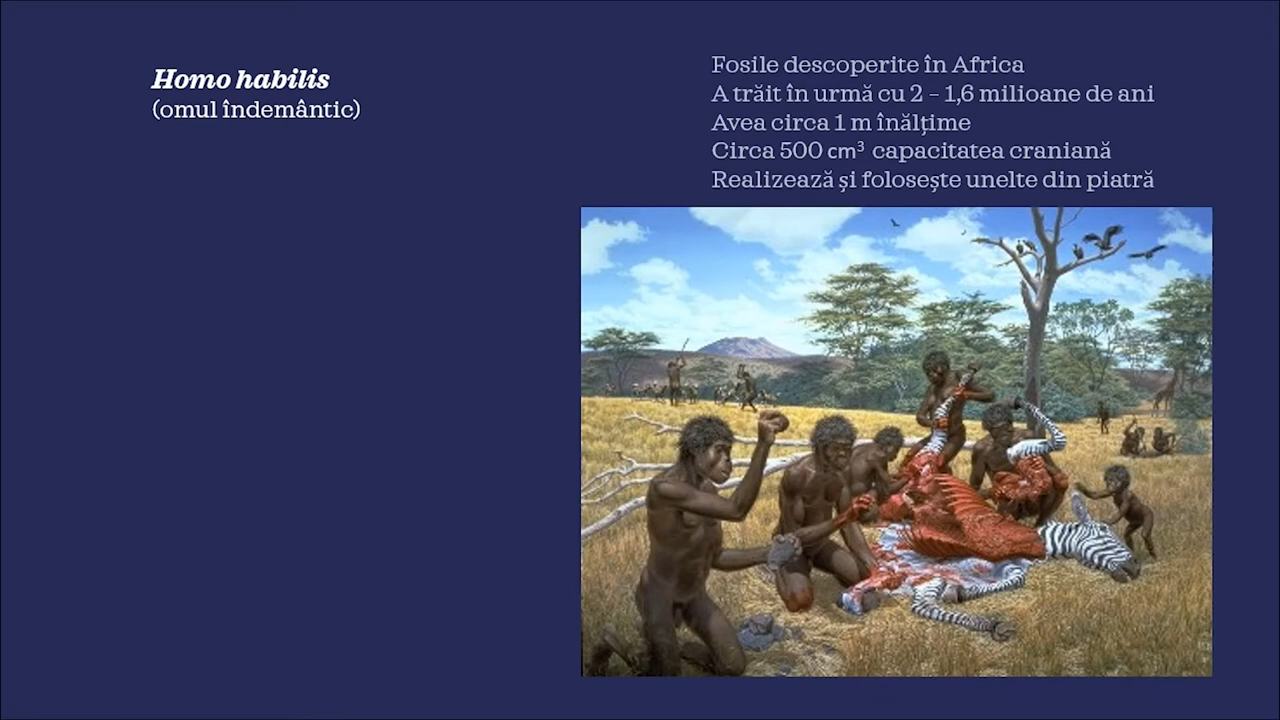 Homo habilis
(omul îndemântic)
Fosile descoperite în Africa
A trăit în urmă cu 2 – 1,6 milioane de ani
Avea circa 1 m înălțime
Circa 500 cm³ capacitatea craniană
Realizează și folosește unelte din piatră